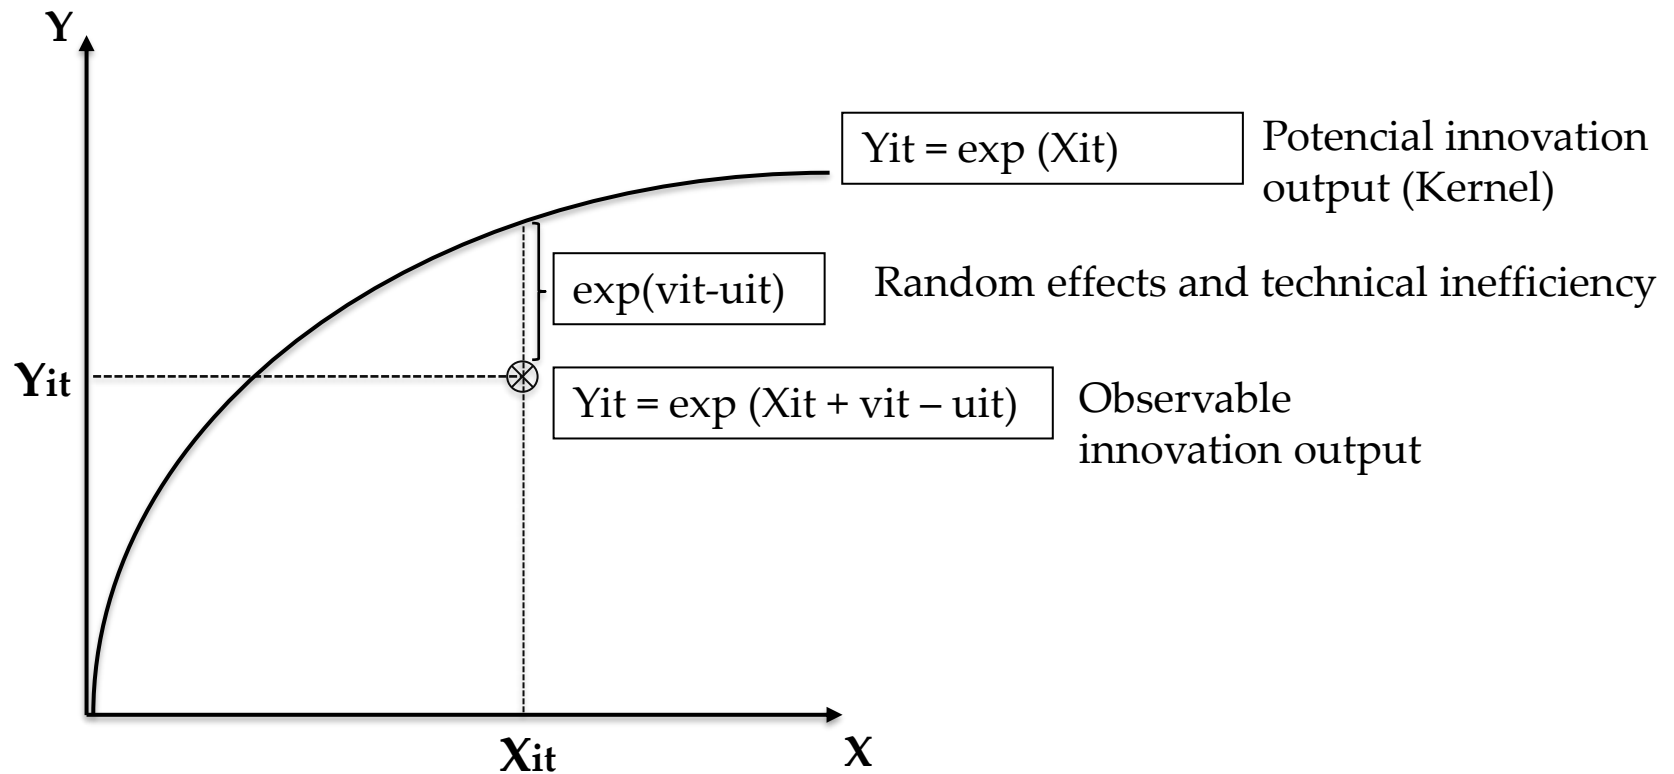 Y
Yit = exp (Xit)
Potencial innovation
output (Kernel)
exp(vit-uit)
Random effects and technical inefficiency
Yit
Yit = exp (Xit + vit – uit)
Observable
innovation output
Xit
X